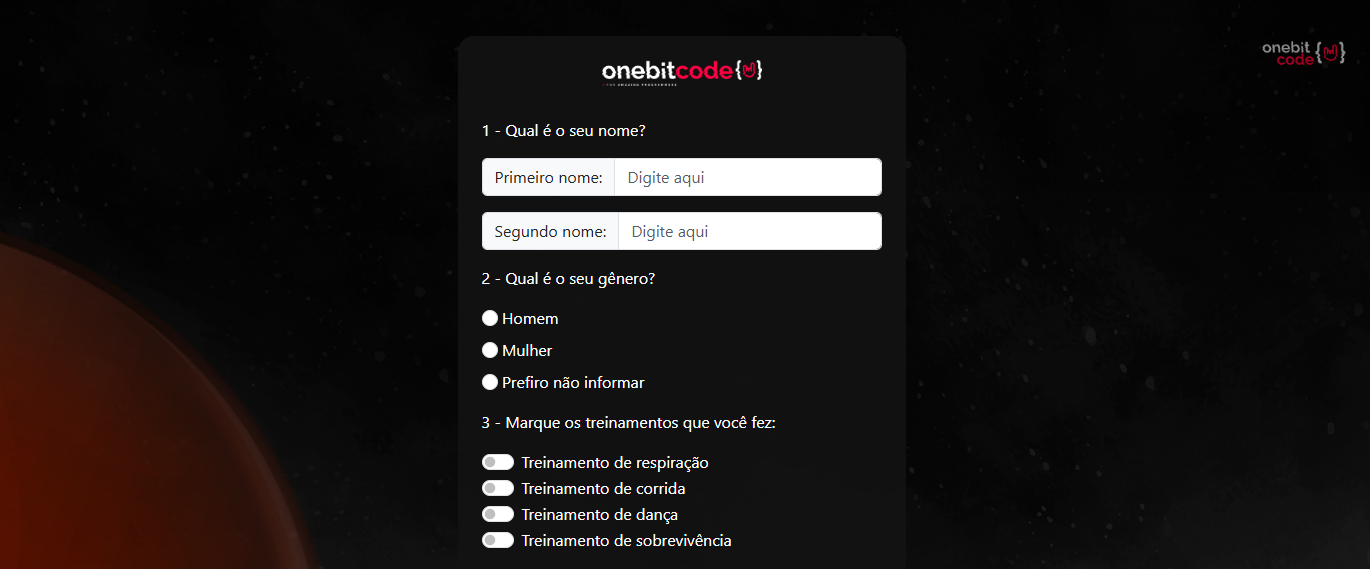 onebitcode{}
onebit
code
1 - Qual é o seu nome?
Primeiro nome: Digite aqui
Segundo nome: Digite aqui
2 - Qual é o seu gênero?
Homem
Mulher
Prefiro não informar
3 - Marque os treinamentos que você fez:
Treinamento de respiração
Treinamento de corrida
Treinamento de dança
Treinamento de sobrevivência